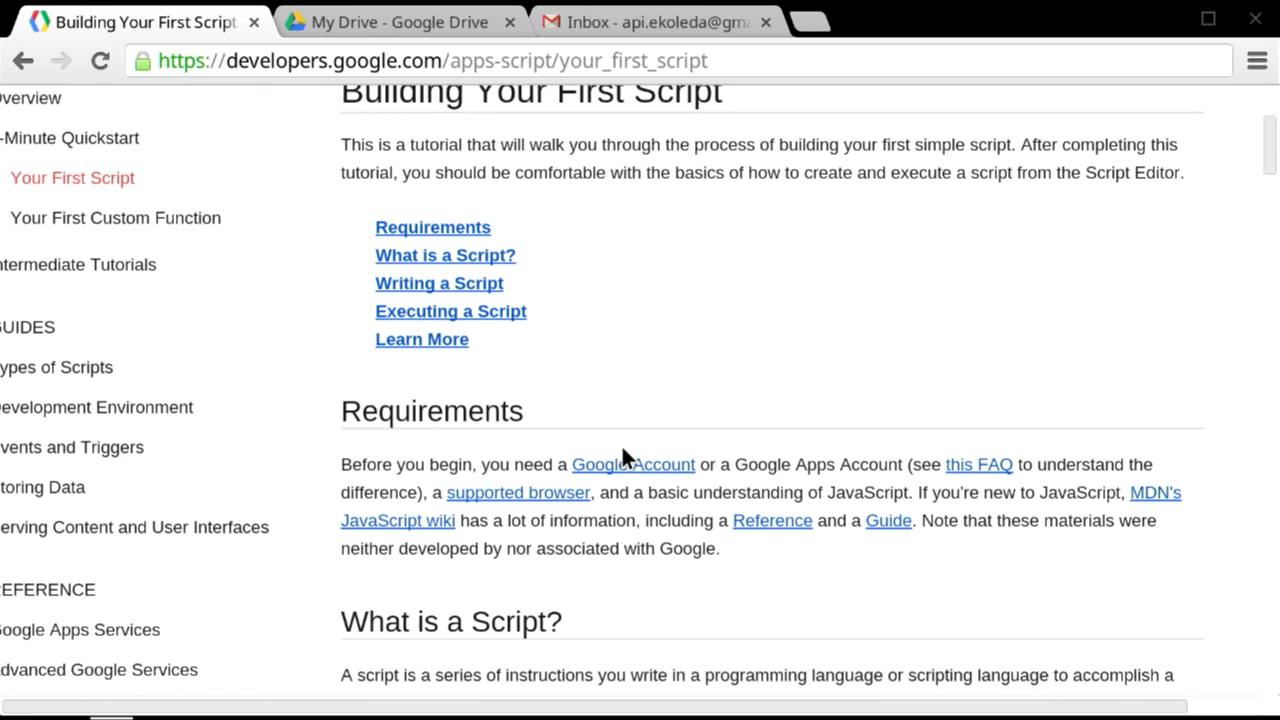 Building Your First Script
My Drive - Google Drive
Inbox - api.ekoleda@gma
https://developers.google.com/apps-script/your_first_script
Overview
-Minute Quickstart
Your First Script
Your First Custom Function
ntermediate Tutorials
GUIDES
ypes of Scripts
Development Environment
vents and Triggers
toring Data
erving Content and User Interfaces
REFERENCE
Google Apps Services
Advanced Google Services
Building Your First Script
This is a tutorial that will walk you through the process of building your first simple script. After completing this
tutorial, you should be comfortable with the basics of how to create and execute a script from the Script Editor.
Requirements
What is a Script?
Writing a Script
Executing a Script
Learn More
Requirements
Before you begin, you need a Google Account or a Google Apps Account (see this FAQ to understand the
difference), a supported browser, and a basic understanding of JavaScript. If you're new to JavaScript, MDN's
JavaScript wiki has a lot of information, including a Reference and a Guide. Note that these materials were
neither developed by nor associated with Google.
What is a Script?
A script is a series of instructions you write in a programming language or scripting language to accomplish a